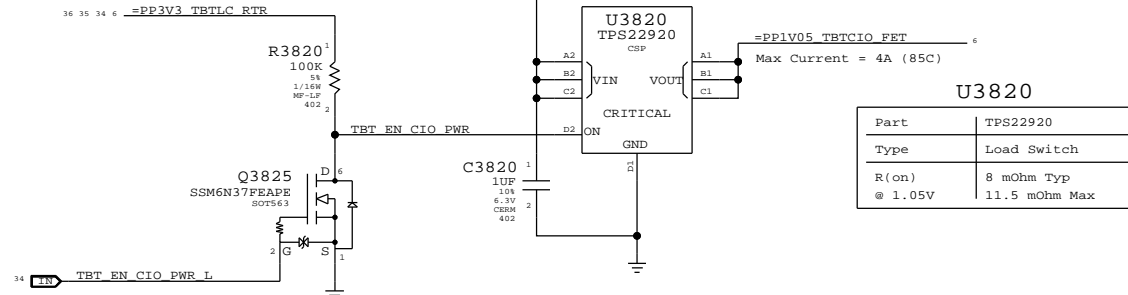 36 35 34 6 =PP3V3_TBTLC_RTR
R3820
1
100K
5%
1/16W
MF-LF
402
2
TBT_EN_CIO_PWR
Q3825
SSM6N37FEAPE
SOT563
D
6
2
G
S
1
34 IN TBT_EN_CIO_PWR_L
U3820
TPS22920
CSP
A2
B2
C2
VIN
VOUT
A1
B1
C1
CRITICAL
D2
ON
GND
D1
C3820
1
1UF
10%
6.3V
CERM
402
2
=PP1V05_TBTCIO_FET 6
Max Current = 4A (85C)
U3820
Part TPS22920
Type Load Switch
R(on) 8 mOhm Typ
@ 1.05V 11.5 mOhm Max